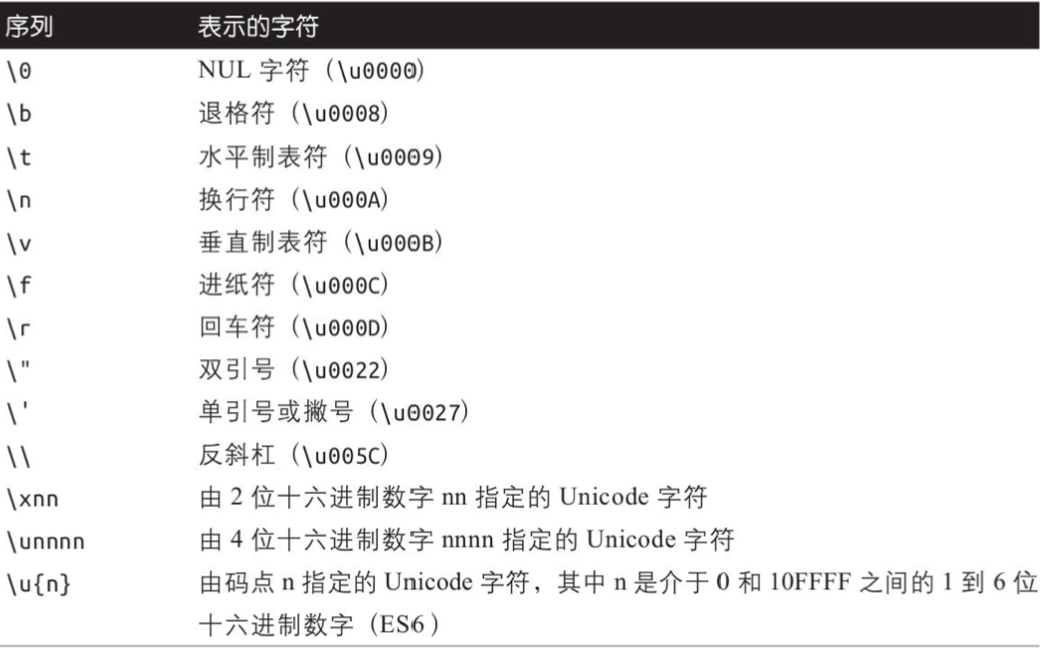 序列 表示的字符
\0 NUL 字符（\u0000）
\b 退格符（\u0008）
\t 水平制表符（\u0009）
\n 换行符（\u000A）
\v 垂直制表符（\u000B）
\f 进纸符（\u000C）
\r 回车符（\u000D）
\" 双引号（\u0022）
\' 单引号或撇号（\u0027）
\\ 反斜杠（\u005C）
\xnn 由 2 位十六进制数字 nn 指定的 Unicode 字符
\unnnn 由 4 位十六进制数字 nnnn 指定的 Unicode 字符
\u{n} 由码点 n 指定的 Unicode 字符，其中 n 是介于 0 和 10FFFF 之间的 1 到 6 位
十六进制数字（ES6）